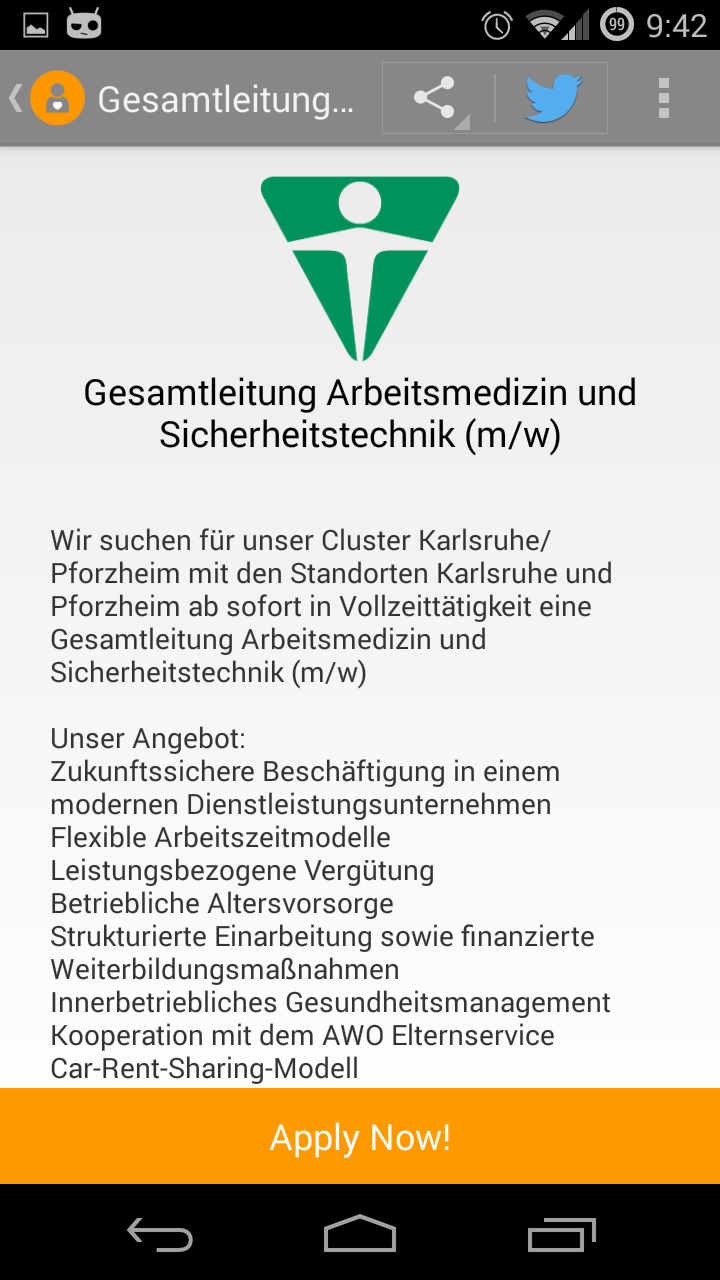 99 9:42
Gesamtleitung...
Gesamtleitung Arbeitsmedizin und
Sicherheitstechnik (m/w)
Wir suchen für unser Cluster Karlsruhe/
Pforzheim mit den Standorten Karlsruhe und
Pforzheim ab sofort in Vollzeittätigkeit eine
Gesamtleitung Arbeitsmedizin und
Sicherheitstechnik (m/w)
Unser Angebot:
Zukunftssichere Beschäftigung in einem
modernen Dienstleistungsunternehmen
Flexible Arbeitszeitmodelle
Leistungsbezogene Vergütung
Betriebliche Altersvorsorge
Strukturierte Einarbeitung sowie finanzierte
Weiterbildungsmaßnahmen
Innerbetriebliches Gesundheitsmanagement
Kooperation mit dem AWO Elternservice
Car-Rent-Sharing-Modell
Apply Now!